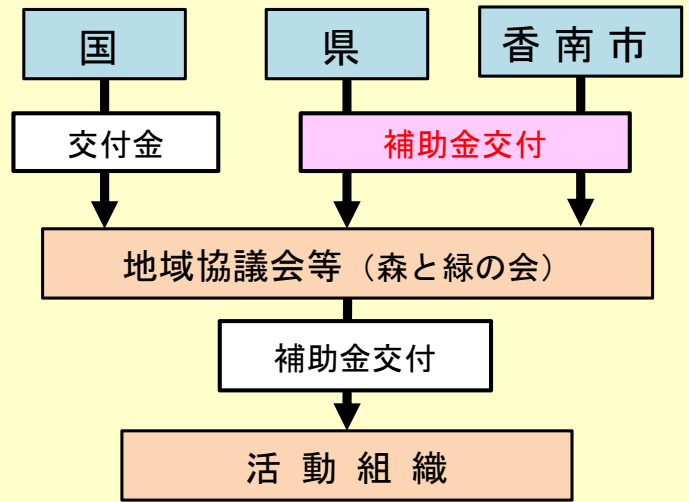 国
県
香南市
交付金
補助金交付
地域協議会等（森と緑の会）
補助金交付
活動組織